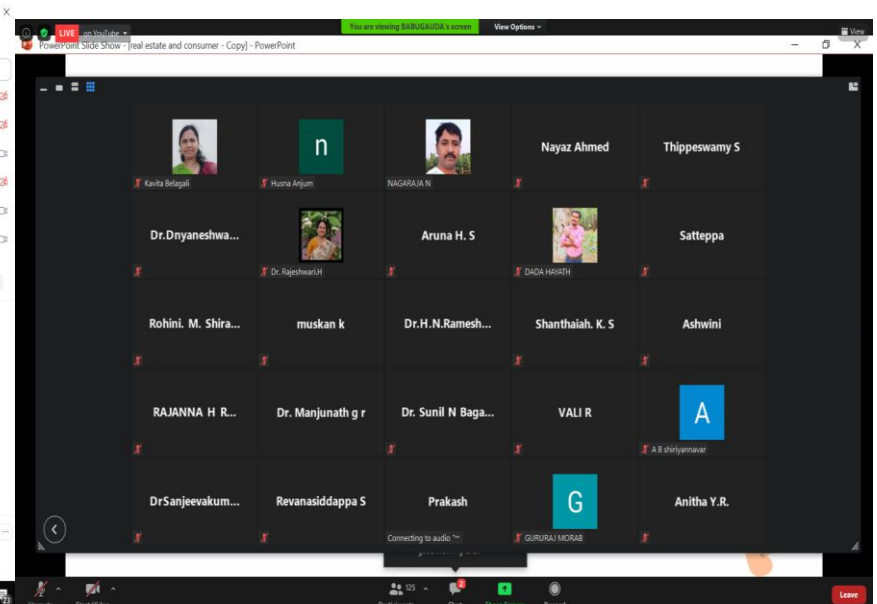 You are viewing BABUGAUDA's screen
View Options
LIVE
on YouTube
View
PowerPoint Slide Show - [real estate and consumer - Copy] - PowerPoint
n
Nayaz Ahmed
Thippeswamy S
Kavita Belagali
Husna Anjum
NAGARAJA N
Dr.Dnyaneshwa...
Aruna H. S
Satteppa
Dr. Rajeshwari.H
DADA HAYATH
Rohini. M. Shira...
muskan k
Dr.H.N.Ramesh...
Shanthaiah. K. S
Ashwini
RAJANNA H R...
Dr. Manjunath g r
Dr. Sunil N Baga...
VALI R
A
A B shiriyannavar
DrSanjeevakum...
Revanasiddappa S
Prakash
G
Anitha Y.R.
Connecting to audio
GURURAJ MORAB
125
2
Leave
23